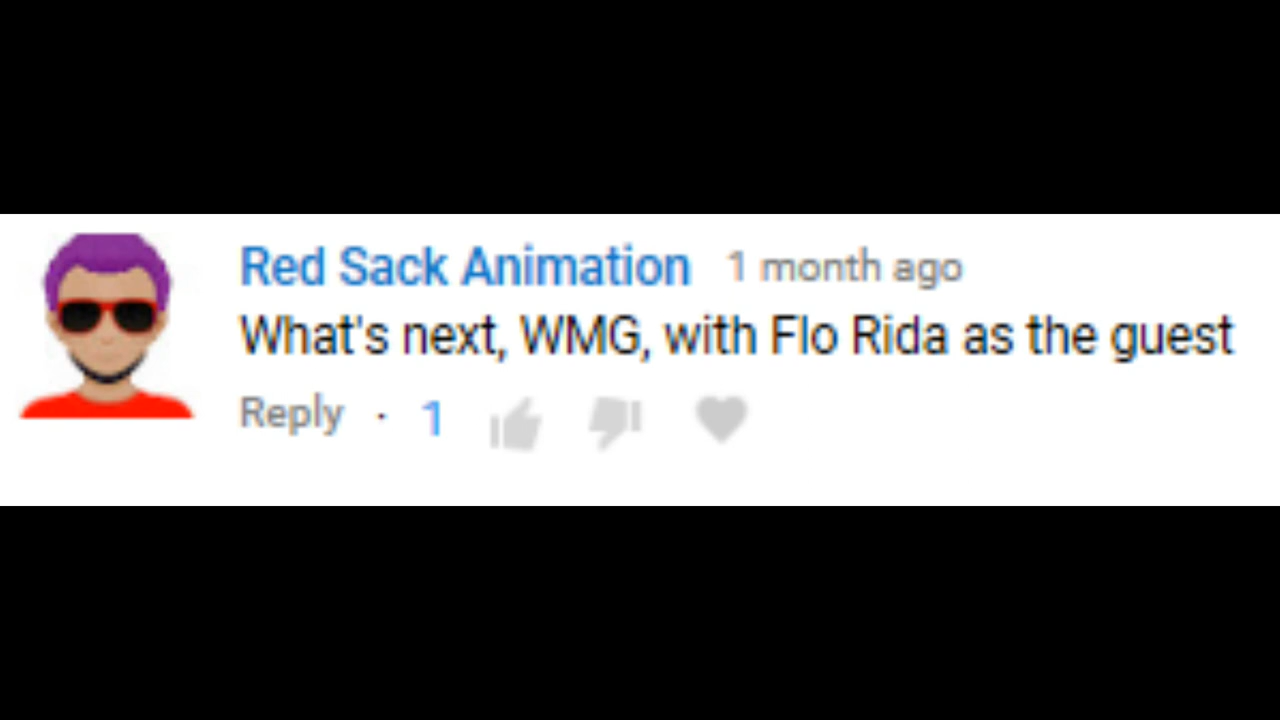 Red Sack Animation 1 month ago
What's next, WMG, with Flo Rida as the guest
Reply · 1